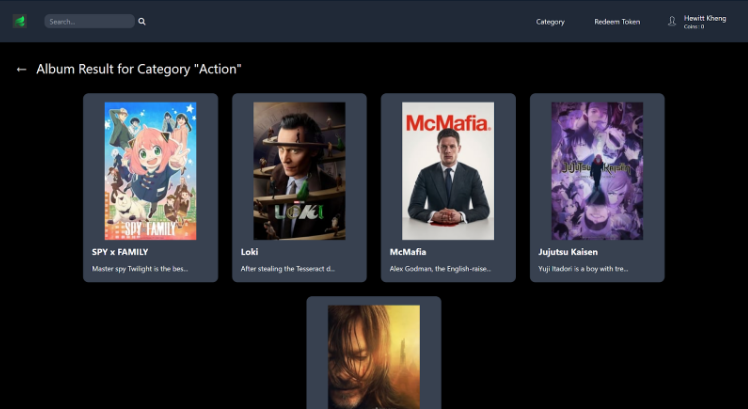 Search...
Category
Redeem Token
Hewitt Kheng
Coins : 0
← Album Result for Category "Action"
SPY x FAMILY
LOKI
McMafia
Jujutsu Kaisen
SPY x FAMILY
Master spy Twilight is the bes...
Loki
After stealing the Tesseract d...
McMafia
Alex Godman, the English-raise...
Jujutsu Kaisen
Yuji Itadori is a boy with tre...